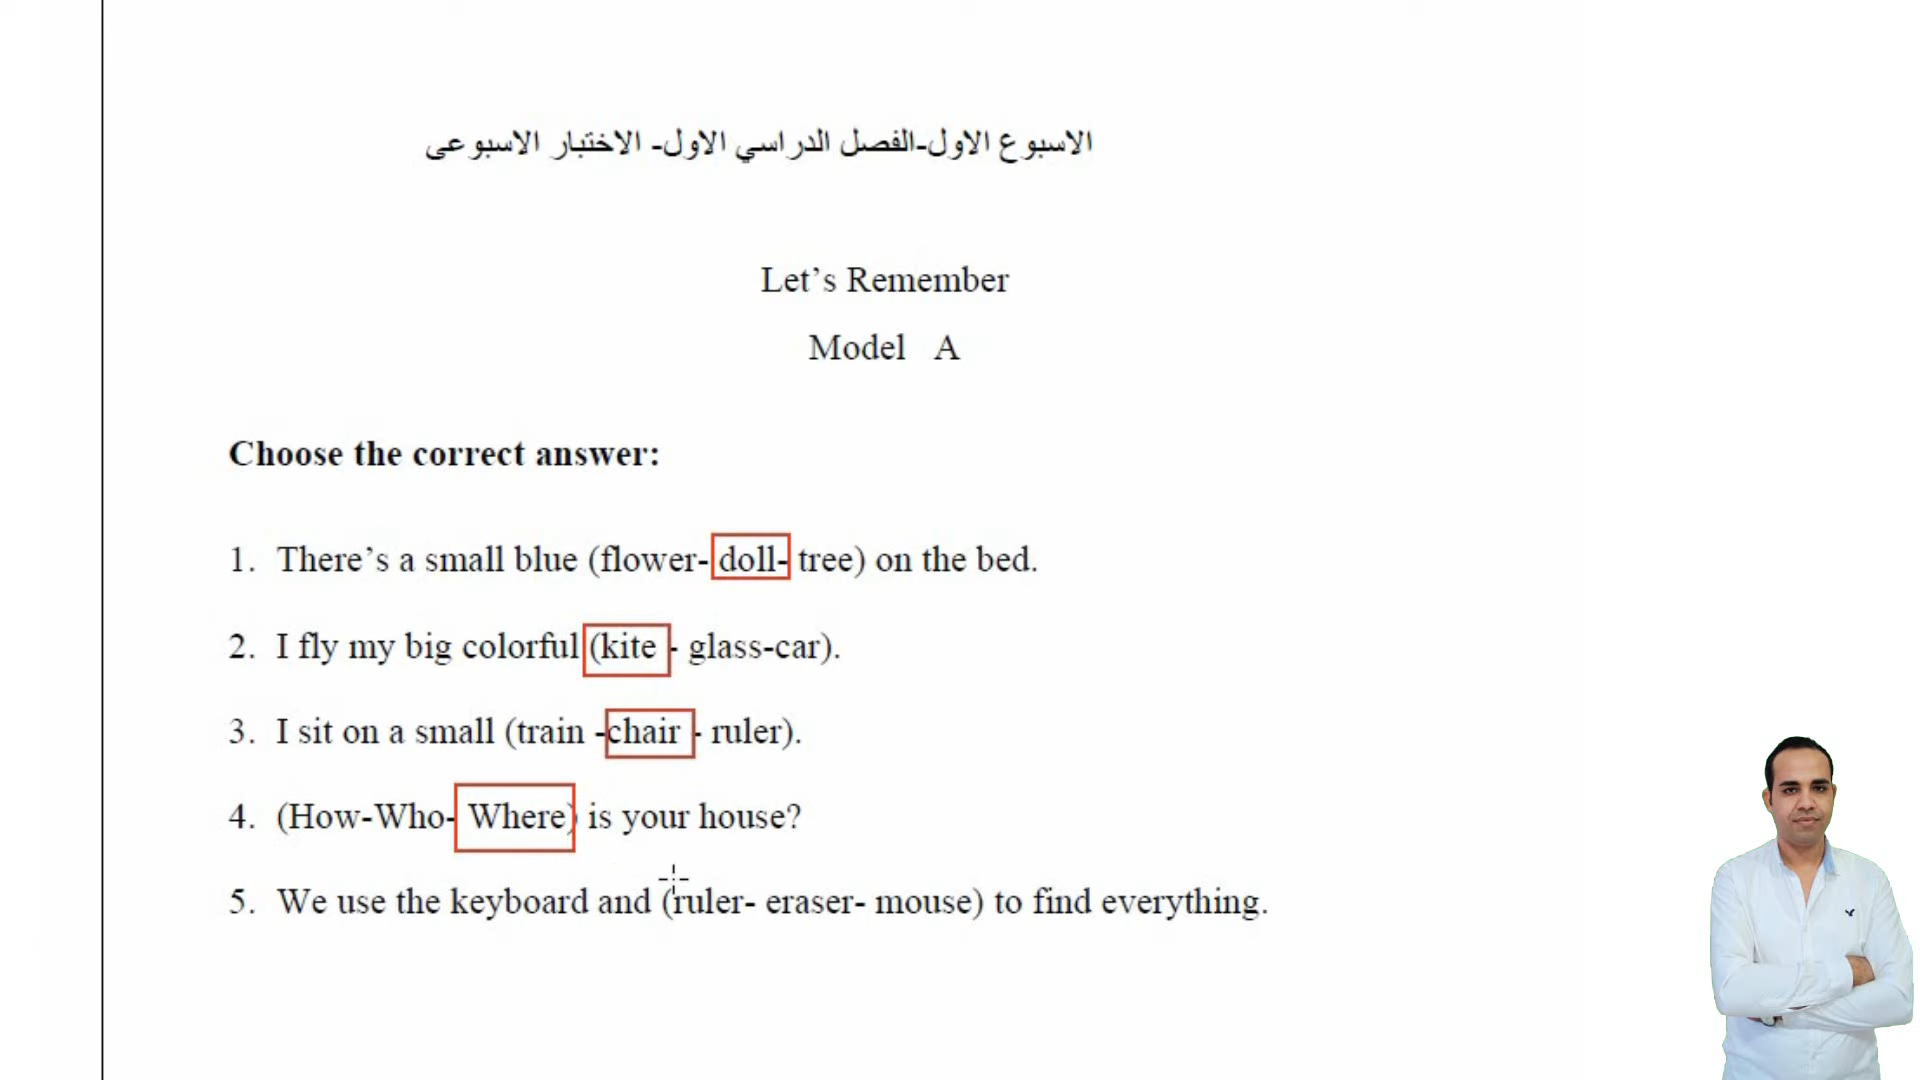 الاسبوع الاول-الفصل الدراسي الاول- الاختبار الاسبوعى
Let’s Remember
Model A
Choose the correct answer:
1. There’s a small blue (flower- doll- tree) on the bed.
2. I fly my big colorful (kite - glass-car).
3. I sit on a small (train -chair - ruler).
4. (How-Who- Where) is your house?
5. We use the keyboard and (ruler- eraser- mouse) to find everything.